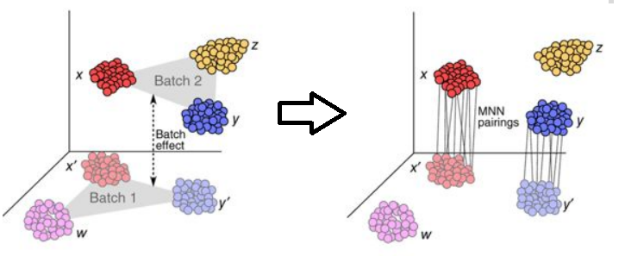 z
x
Batch 2
y
Batch
effect
x'
Batch 1
y'
w
z
x
MNN
pairings
y
x'
y'
w